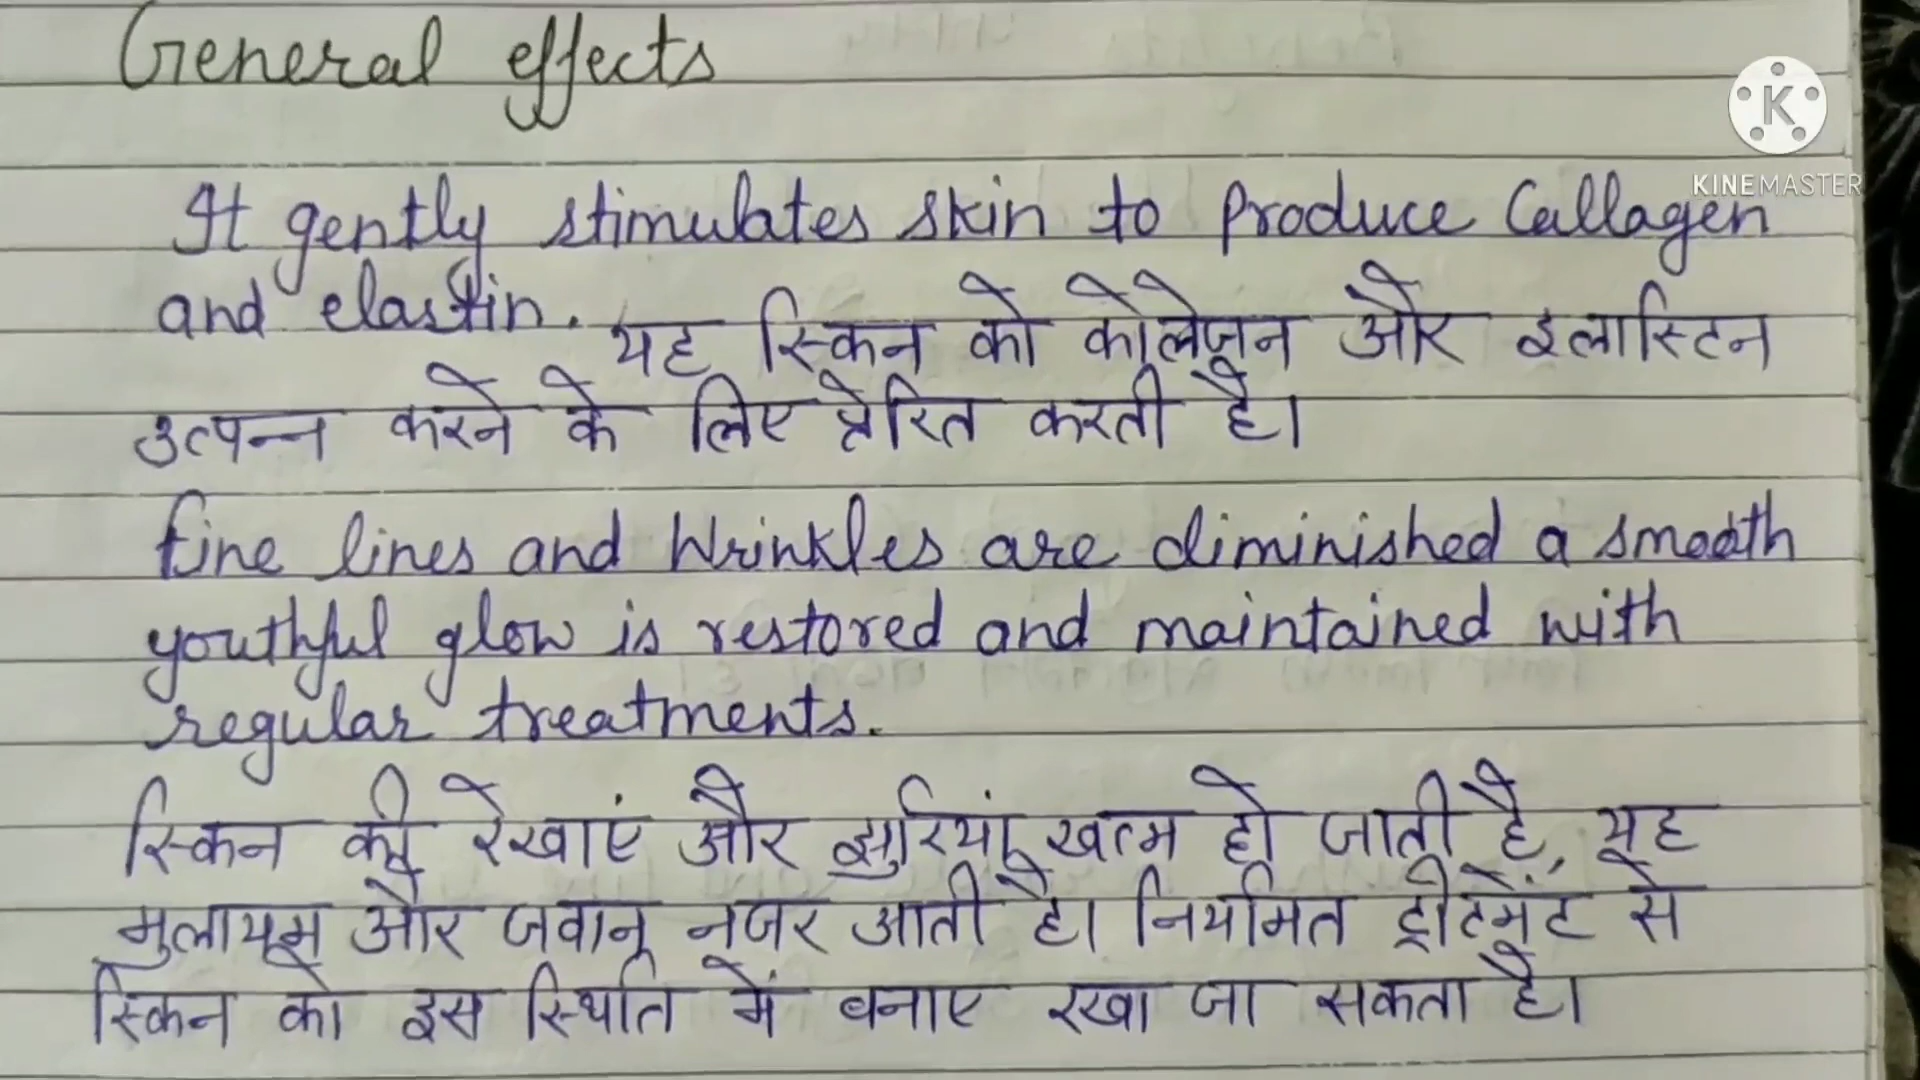 General effects
K
KINEMASTER
It gently stimulates skin to produce Collagen
and elastin. यह स्किन को कोलेजन और इलास्टिन
उत्पन्न करने के लिए प्रेरित करती है।
fine lines and Wrinkles are diminished a smooth
youthful glow is restored and maintained with
regular treatments.
स्किन की रेखाएं और झुरियां खत्म हो जाती है, यह
मुलायम और जवान नजर आती है। नियमित ट्रीटमेंट से
स्किन को इस स्थिति में बनाए रखा जा सकता है।